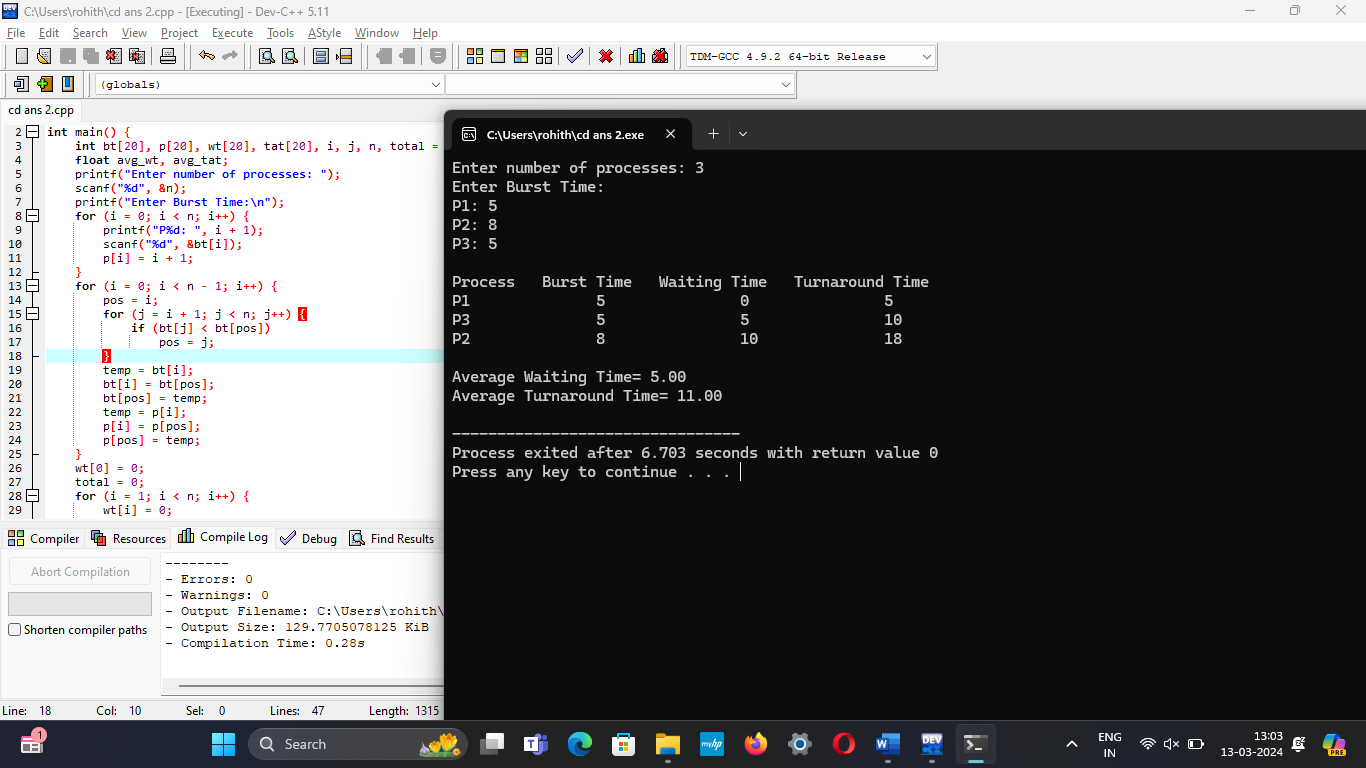 C:\Users\rohith\cd ans 2.cpp - [Executing] - Dev-C++ 5.11
File Edit Search View Project Execute Tools AStyle Window Help
TDM-GCC 4.9.2 64-bit Release
(globals)
cd ans 2.cpp
2 int main() {
3 int bt[20], p[20], wt[20], tat[20], i, j, n, total =
4 float avg_wt, avg_tat;
5 printf("Enter number of processes: ");
6 scanf("%d", &n);
7 printf("Enter Burst Time:\n");
8 for (i = 0; i < n; i++) {
9 printf("P%d: ", i + 1);
10 scanf("%d", &bt[i]);
11 p[i] = i + 1;
12 }
13 for (i = 0; i < n - 1; i++) {
14 pos = i;
15 for (j = i + 1; j < n; j++) {
16 if (bt[j] < bt[pos])
17 pos = j;
18 }
19 temp = bt[i];
20 bt[i] = bt[pos];
21 bt[pos] = temp;
22 temp = p[i];
23 p[i] = p[pos];
24 p[pos] = temp;
25 }
26 wt[0] = 0;
27 total = 0;
28 for (i = 1; i < n; i++) {
29 wt[i] = 0;
C:\Users\rohith\cd ans 2.exe
Enter number of processes: 3
Enter Burst Time:
P1: 5
P2: 8
P3: 5
Process Burst Time Waiting Time Turnaround Time
P1 5 0 5
P3 5 5 10
P2 8 10 18
Average Waiting Time= 5.00
Average Turnaround Time= 11.00
--------------------------------
Process exited after 6.703 seconds with return value 0
Press any key to continue . . .
Compiler Resources Compile Log Debug Find Results
Abort Compilation
Shorten compiler paths
--------
- Errors: 0
- Warnings: 0
- Output Filename: C:\Users\rohith\
- Output Size: 129.7705078125 KiB
- Compilation Time: 0.28s
Line: 18 Col: 10 Sel: 0 Lines: 47 Length: 1315
1
Search
myhp
DEV
ENG
IN
13:03
13-03-2024
PRE